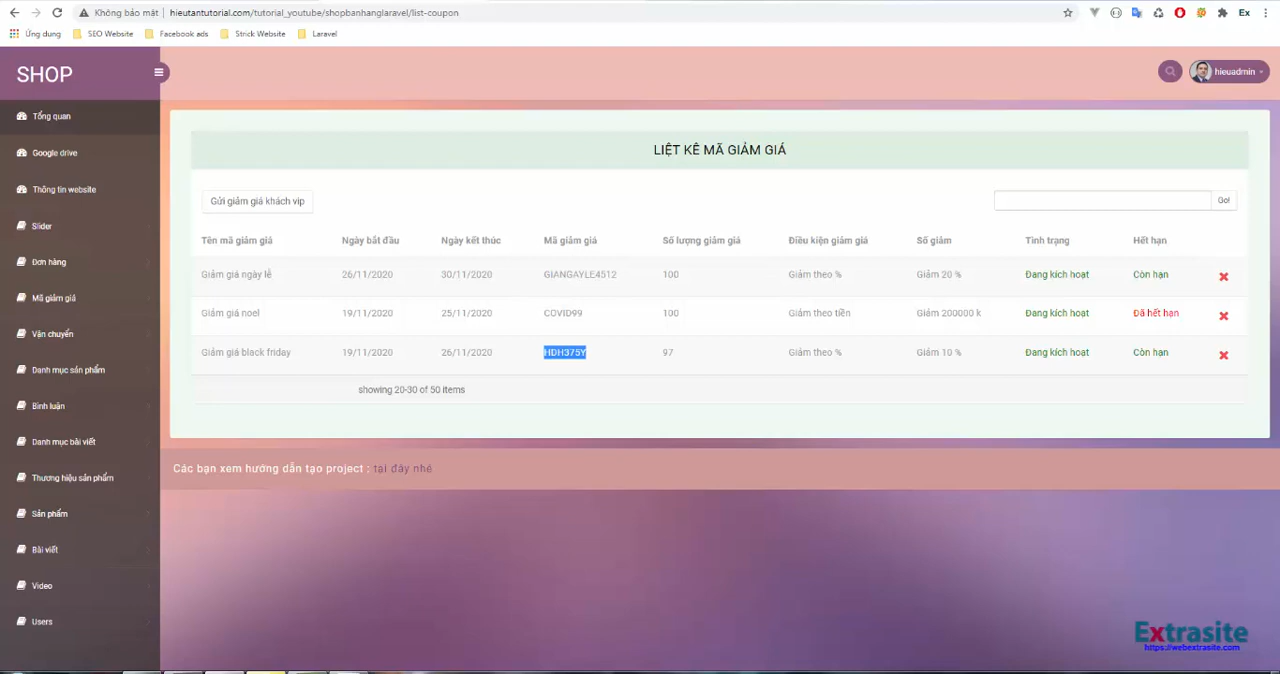 Không bảo mật | hieutantutorial.com/tutorial_youtube/shopbanhanglaravel/list-coupon
Ex
Ứng dụng SEO Website Facebook ads Strick Website Laravel
SHOP
hieuadmin
Tổng quan
Google drive
Thông tin website
Slider
Đơn hàng
Mã giảm giá
Vận chuyển
Danh mục sản phẩm
Bình luận
Danh mục bài viết
Thương hiệu sản phẩm
Sản phẩm
Bài viết
Video
Users
LIỆT KÊ MÃ GIẢM GIÁ
Gửi giảm giá khách vip
Go!
Tên mã giảm giá Ngày bắt đầu Ngày kết thúc Mã giảm giá Số lượng giảm giá Điều kiện giảm giá Số giảm Tình trạng Hết hạn
Giảm giá ngày lễ 26/11/2020 30/11/2020 GIANGAYLE4512 100 Giảm theo % Giảm 20 % Đang kích hoạt Còn hạn
Giảm giá noel 19/11/2020 25/11/2020 COVID99 100 Giảm theo tiền Giảm 200000 k Đang kích hoạt Đã hết hạn
Giảm giá black friday 19/11/2020 26/11/2020 HDH375Y 97 Giảm theo % Giảm 10 % Đang kích hoạt Còn hạn
showing 20-30 of 50 items
Các bạn xem hướng dẫn tạo project : tại đây nhé
Extrasite
https://webextrasite.com